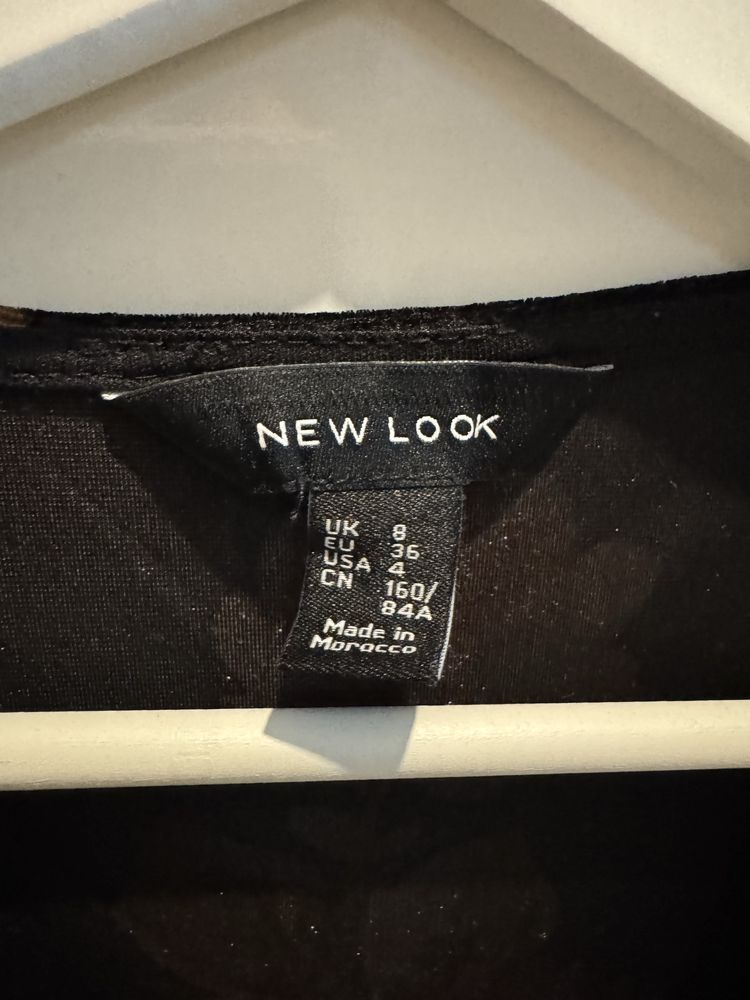 NEW LOOK
UK 8
EU 36
USA 4
CN 160/
84A
Made in
Morocco